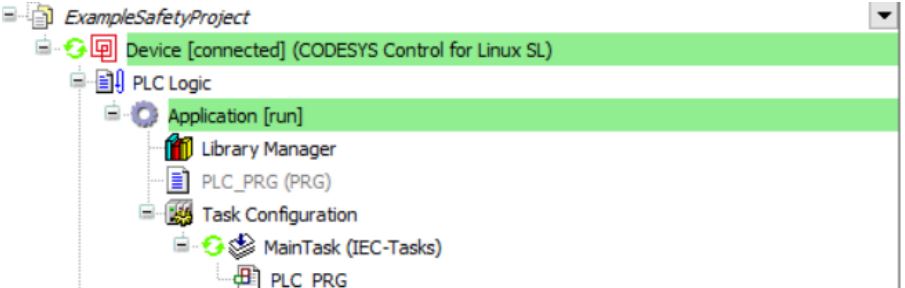 ExampleSafetyProject
Device [connected] (CODESYS Control for Linux SL)
PLC Logic
Application [run]
Library Manager
PLC_PRG (PRG)
Task Configuration
MainTask (IEC-Tasks)
PLC_PRG